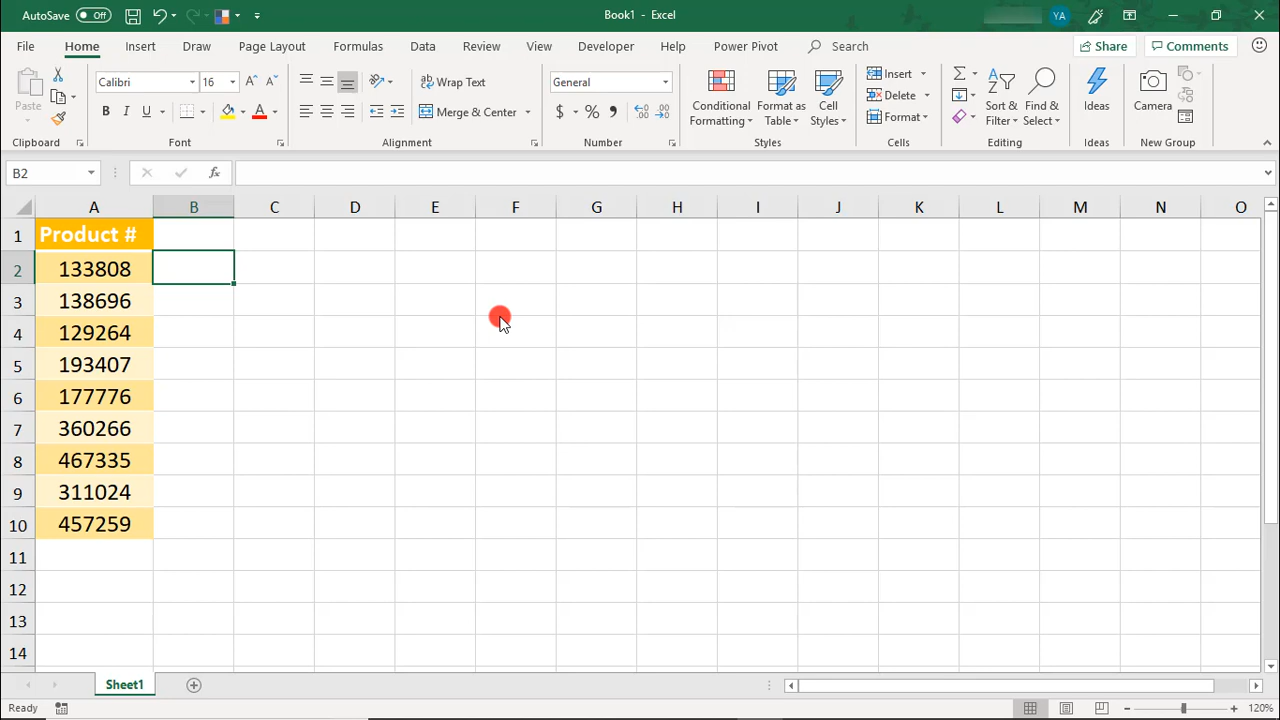 AutoSave Off Book1 - Excel YA
File Home Insert Draw Page Layout Formulas Data Review View Developer Help Power Pivot Search Share Comments
Paste Calibri 16 Wrap Text General Conditional Formatting Format as Table Cell Styles Insert Delete Format Sort & Filter Find & Select Ideas Camera
B I U A Merge & Center $ % ,
Clipboard Font Alignment Number Styles Cells Editing Ideas New Group
B2 fx
A B C D E F G H I J K L M N O
1 Product #
2 133808
3 138696
4 129264
5 193407
6 177776
7 360266
8 467335
9 311024
10 457259
11
12
13
14
Sheet1
Ready 120%